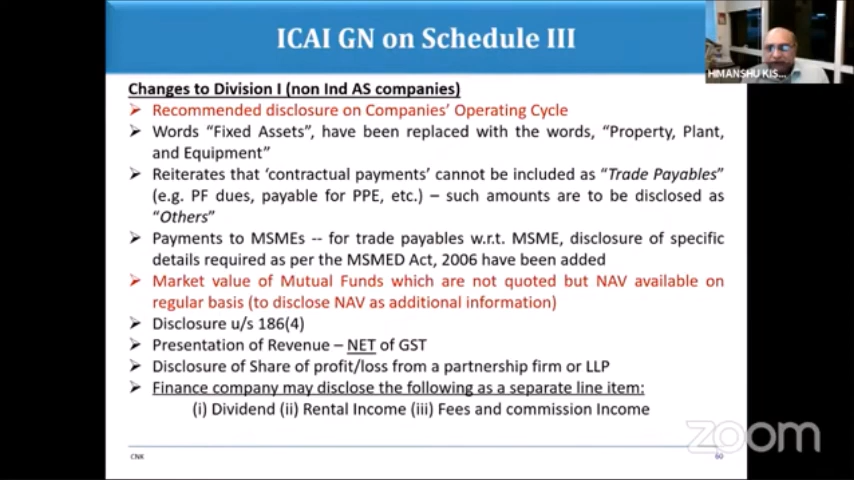 ICAI GN on Schedule III
HIMANSHU KIS...
Changes to Division I (non Ind AS companies)
➢ Recommended disclosure on Companies' Operating Cycle
➢ Words "Fixed Assets", have been replaced with the words, "Property, Plant,
and Equipment"
➢ Reiterates that 'contractual payments' cannot be included as "Trade Payables"
(e.g. PF dues, payable for PPE, etc.) – such amounts are to be disclosed as
"Others"
➢ Payments to MSMEs -- for trade payables w.r.t. MSME, disclosure of specific
details required as per the MSMED Act, 2006 have been added
➢ Market value of Mutual Funds which are not quoted but NAV available on
regular basis (to disclose NAV as additional information)
➢ Disclosure u/s 186(4)
➢ Presentation of Revenue – NET of GST
➢ Disclosure of Share of profit/loss from a partnership firm or LLP
➢ Finance company may disclose the following as a separate line item:
(i) Dividend (ii) Rental Income (iii) Fees and commission Income
zoom
CNK
60